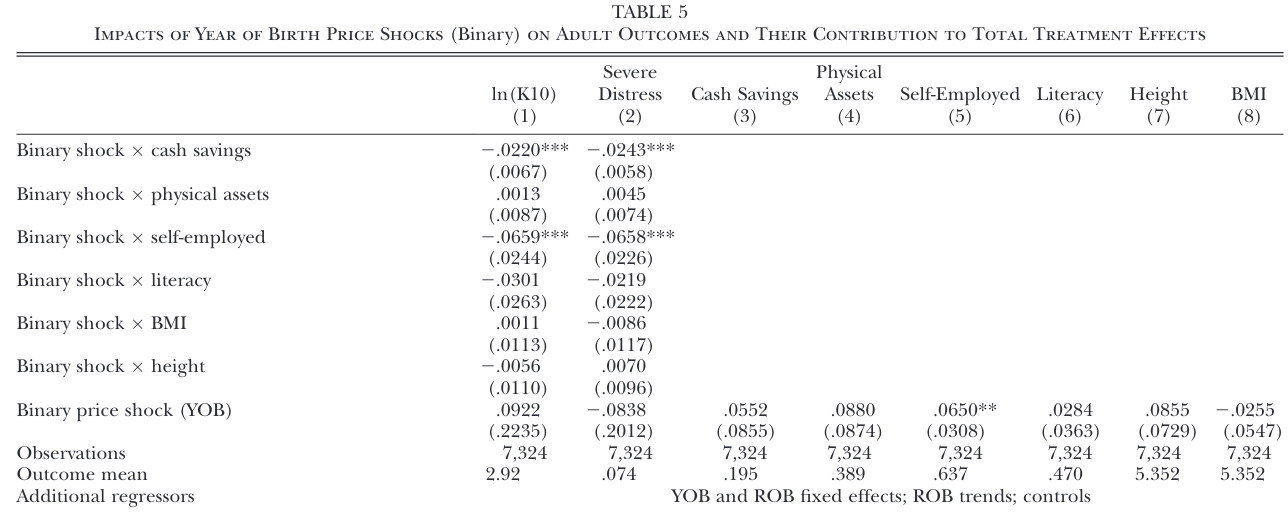 TABLE 5
Impacts of Year of Birth Price Shocks (Binary) on Adult Outcomes and Their Contribution to Total Treatment Effects
Severe Physical
ln(K10) Distress Cash Savings Assets Self-Employed Literacy Height BMI
(1) (2) (3) (4) (5) (6) (7) (8)
Binary shock × cash savings −.0220*** −.0243***
(.0067) (.0058)
Binary shock × physical assets .0013 .0045
(.0087) (.0074)
Binary shock × self-employed −.0659*** −.0658***
(.0244) (.0226)
Binary shock × literacy −.0301 −.0219
(.0263) (.0222)
Binary shock × BMI .0011 −.0086
(.0113) (.0117)
Binary shock × height −.0056 .0070
(.0110) (.0096)
Binary price shock (YOB) .0922 −.0838 .0552 .0880 .0650** .0284 .0855 −.0255
(.2235) (.2012) (.0855) (.0874) (.0308) (.0363) (.0729) (.0547)
Observations 7,324 7,324 7,324 7,324 7,324 7,324 7,324 7,324
Outcome mean 2.92 .074 .195 .389 .637 .470 5.352 5.352
Additional regressors YOB and ROB fixed effects; ROB trends; controls